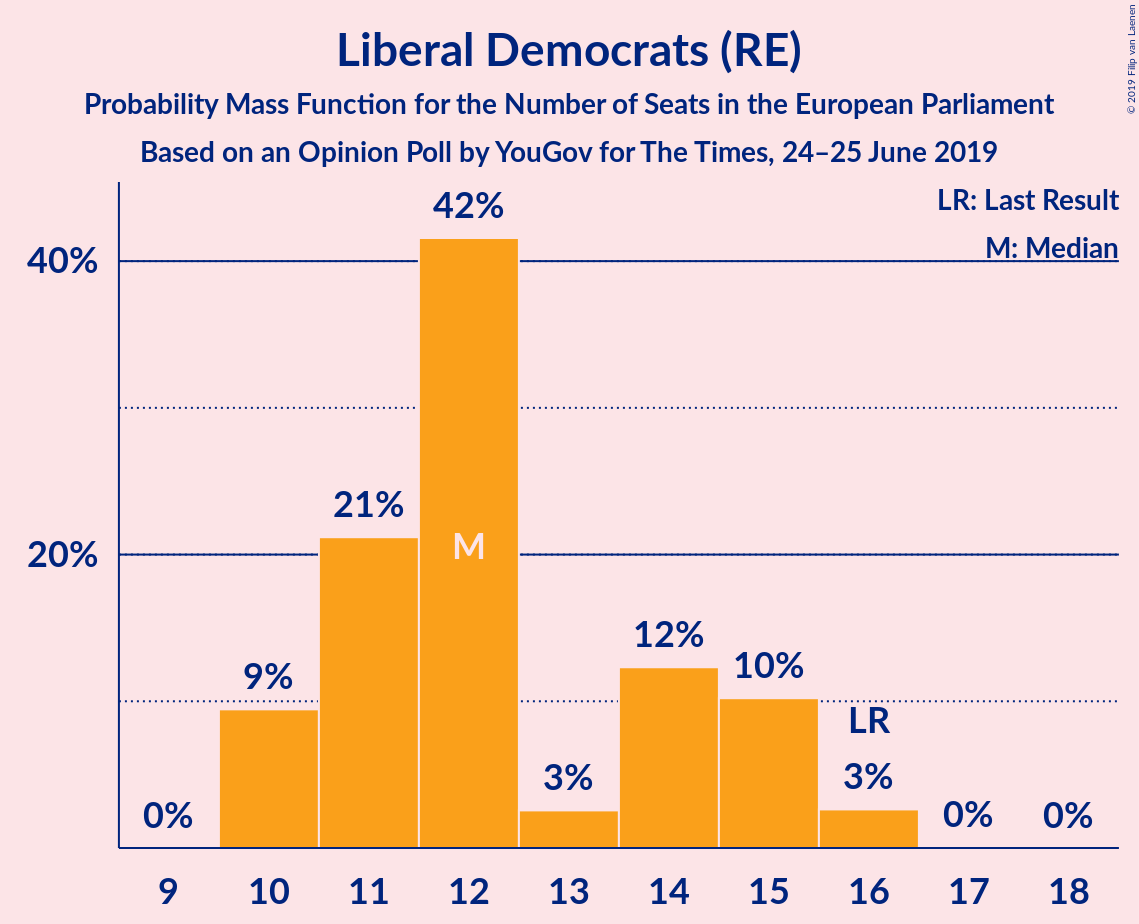 Liberal Democrats (RE)
Probability Mass Function for the Number of Seats in the European Parliament
Based on an Opinion Poll by YouGov for The Times, 24–25 June 2019
© 2019 Filip van Laenen
LR: Last Result
M: Median
40%
20%
0%
9%
21%
42%
M
3%
12%
10%
LR
3%
0%
0%
9 10 11 12 13 14 15 16 17 18